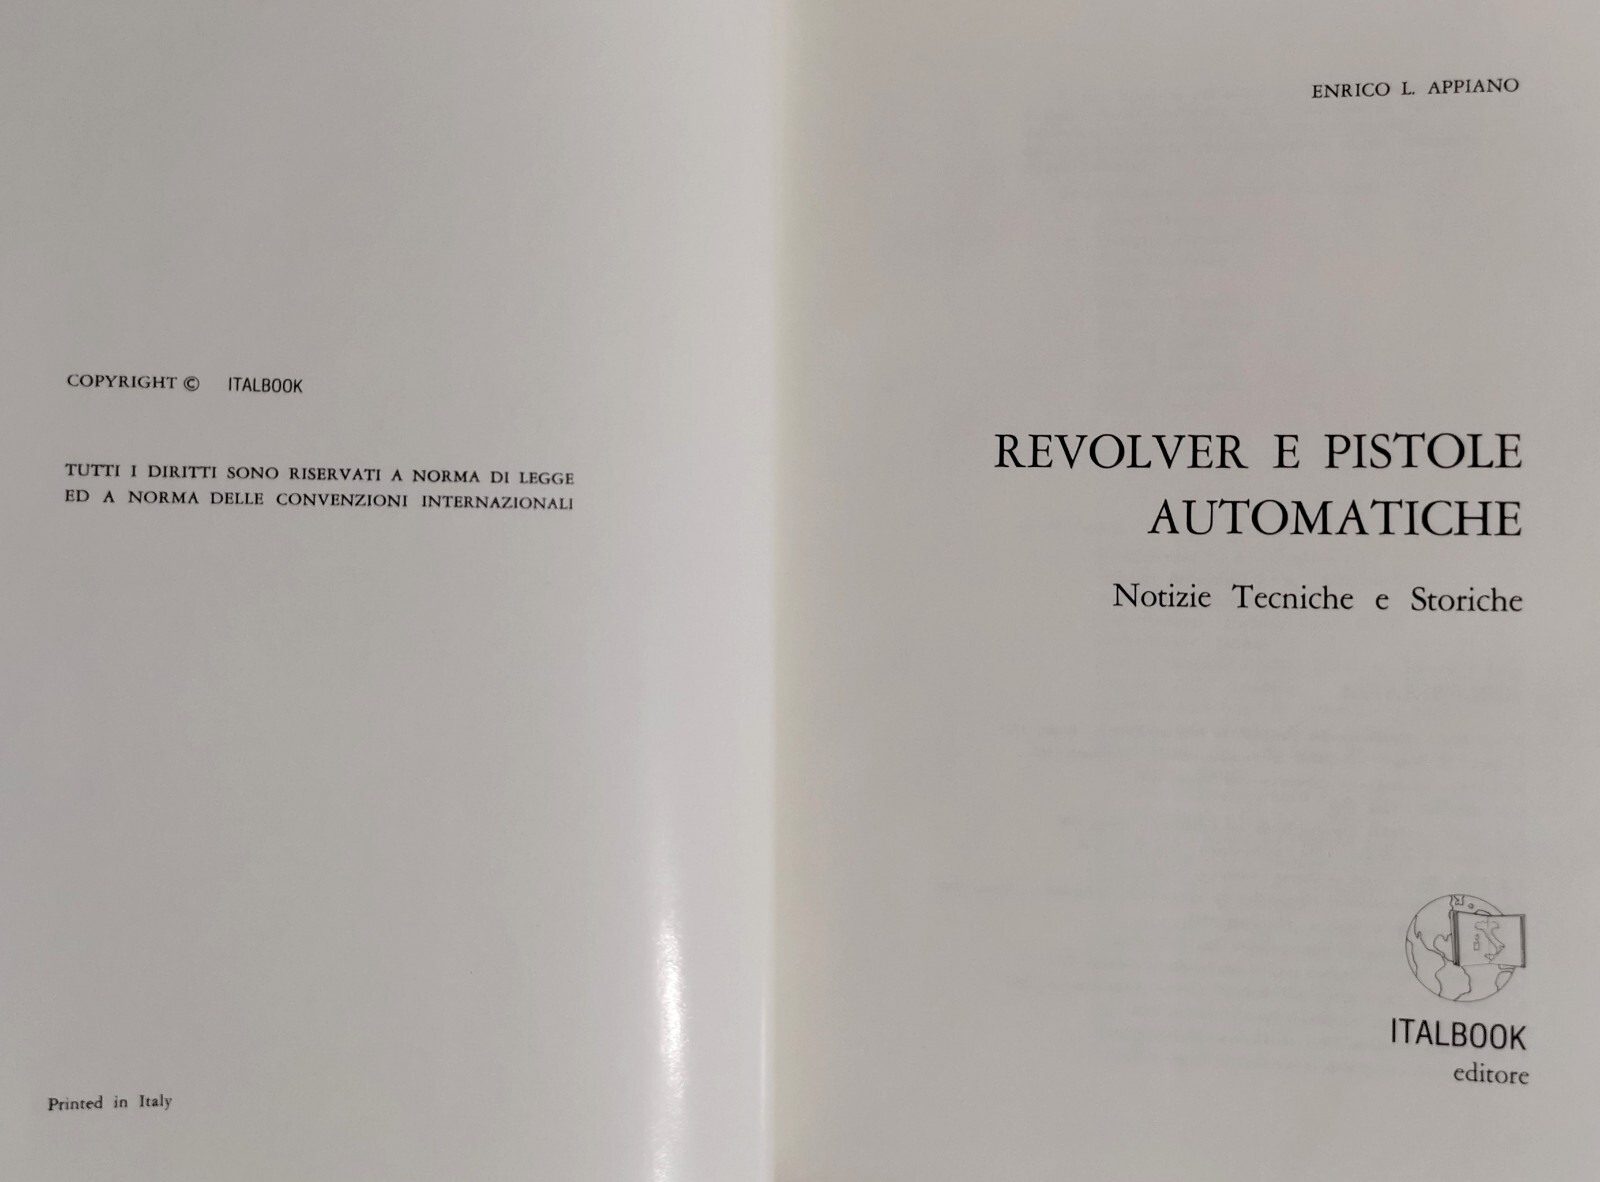 COPYRIGHT © ITALBOOK
TUTTI I DIRITTI SONO RISERVATI A NORMA DI LEGGE
ED A NORMA DELLE CONVENZIONI INTERNAZIONALI
Printed in Italy
ENRICO L. APPIANO
REVOLVER E PISTOLE
AUTOMATICHE
Notizie Tecniche e Storiche
ITALBOOK
editore